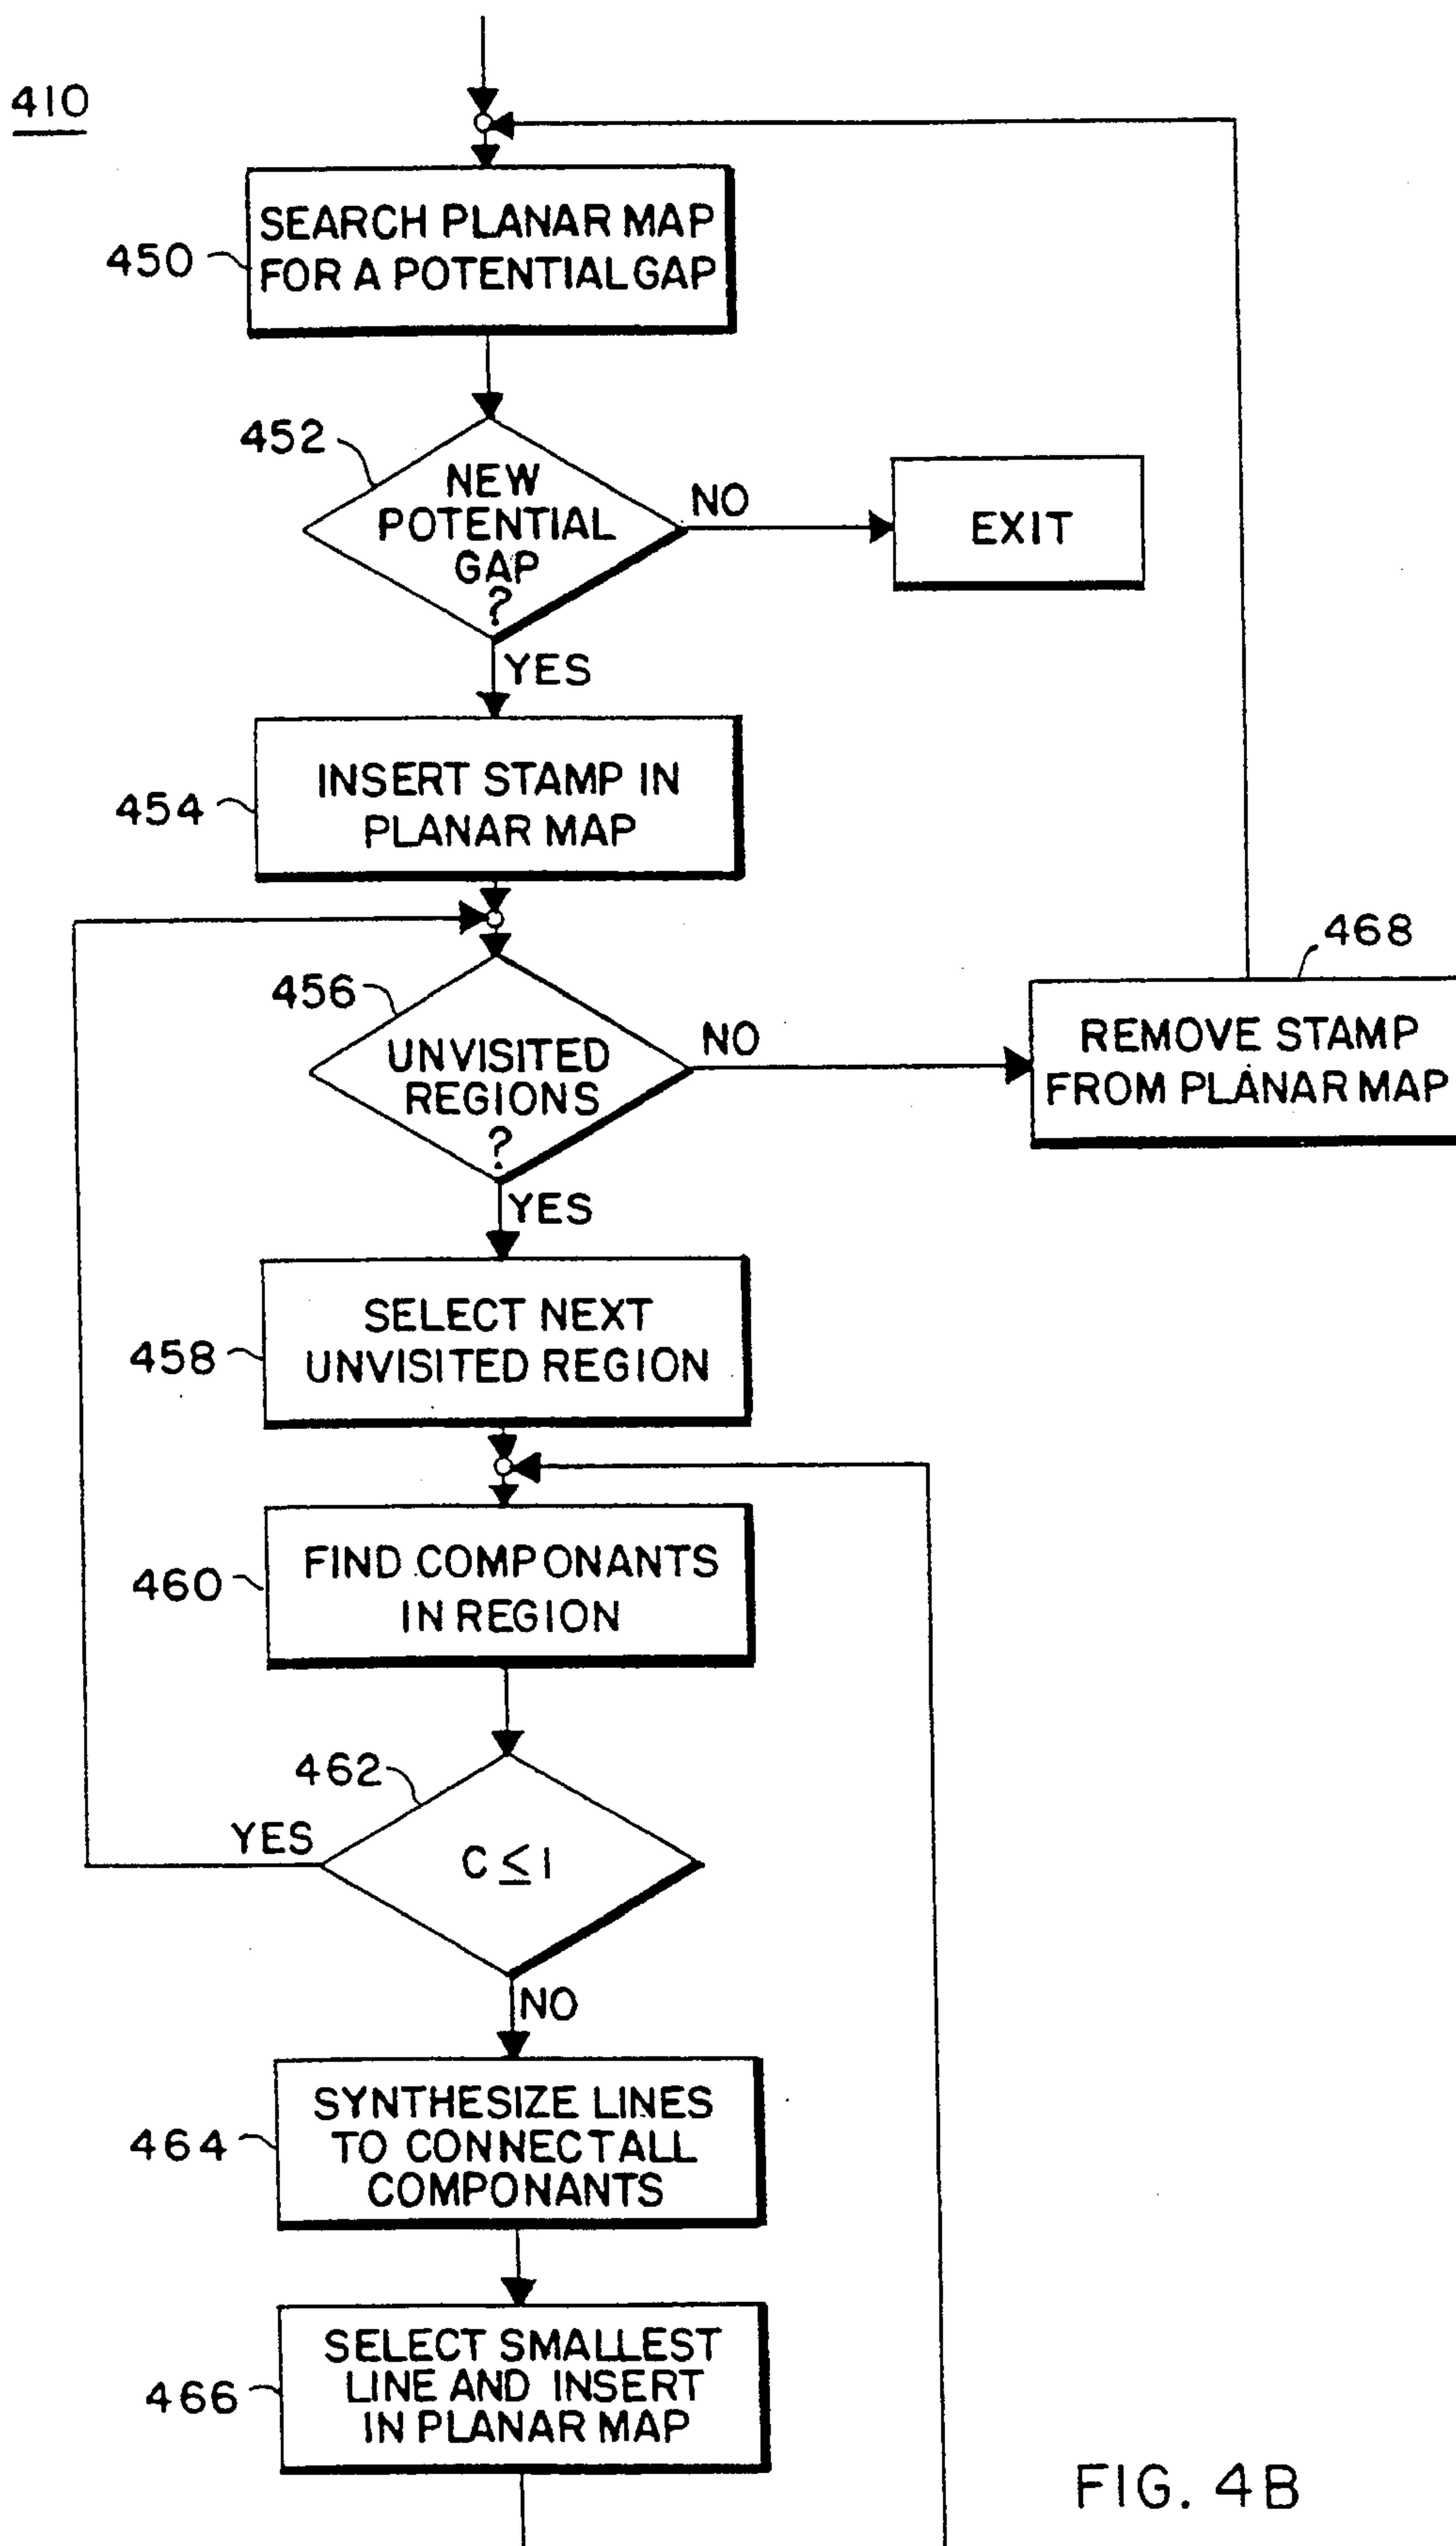 410
SEARCH PLANAR MAP
FOR A POTENTIAL GAP
450
452
NEW
POTENTIAL
GAP
?
NO
EXIT
YES
INSERT STAMP IN
PLANAR MAP
454
468
456
UNVISITED
REGIONS
?
NO
REMOVE STAMP
FROM PLANAR MAP
YES
SELECT NEXT
UNVISITED REGION
458
FIND COMPONANTS
IN REGION
460
462
YES
C ≤ 1
NO
SYNTHESIZE LINES
TO CONNECT ALL
COMPONANTS
464
SELECT SMALLEST
LINE AND INSERT
IN PLANAR MAP
466
FIG. 4B